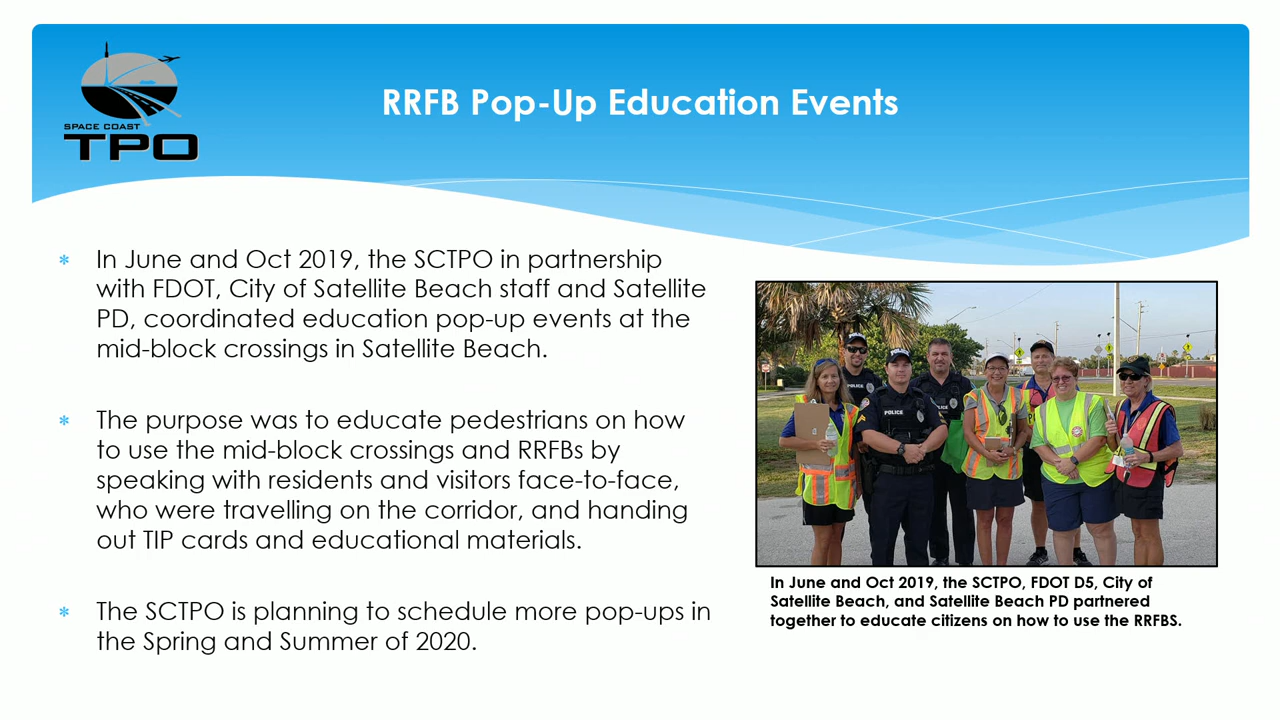 SPACE COAST
TPO
RRFB Pop-Up Education Events
In June and Oct 2019, the SCTPO in partnership
with FDOT, City of Satellite Beach staff and Satellite
PD, coordinated education pop-up events at the
mid-block crossings in Satellite Beach.
The purpose was to educate pedestrians on how
to use the mid-block crossings and RRFBs by
speaking with residents and visitors face-to-face,
who were travelling on the corridor, and handing
out TIP cards and educational materials.
The SCTPO is planning to schedule more pop-ups in
the Spring and Summer of 2020.
POLICE
POLICE
POLICE
In June and Oct 2019, the SCTPO, FDOT D5, City of
Satellite Beach, and Satellite Beach PD partnered
together to educate citizens on how to use the RRFBS.